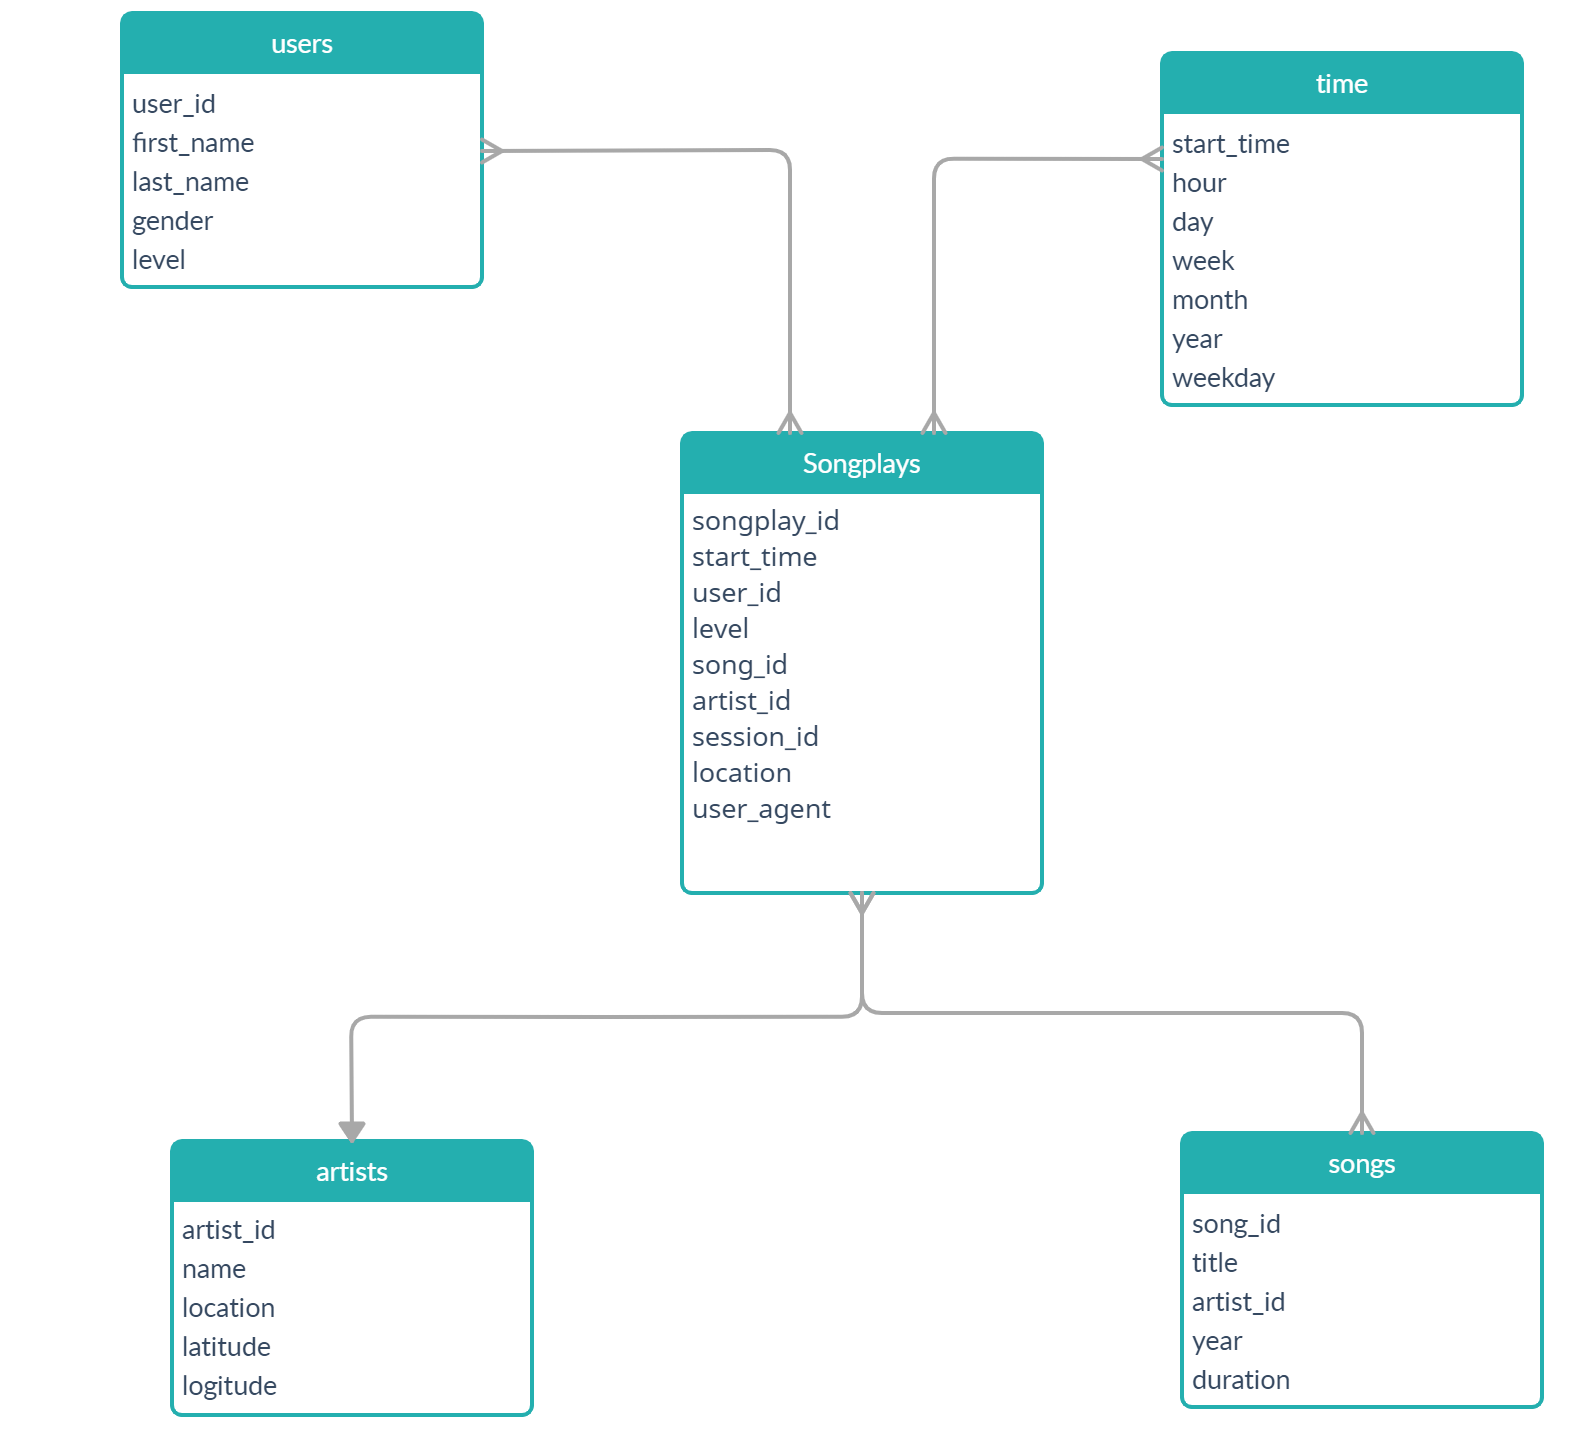 users
user_id
first_name
last_name
gender
level
time
start_time
hour
day
week
month
year
weekday
Songplays
songplay_id
start_time
user_id
level
song_id
artist_id
session_id
location
user_agent
artists
artist_id
name
location
latitude
logitude
songs
song_id
title
artist_id
year
duration